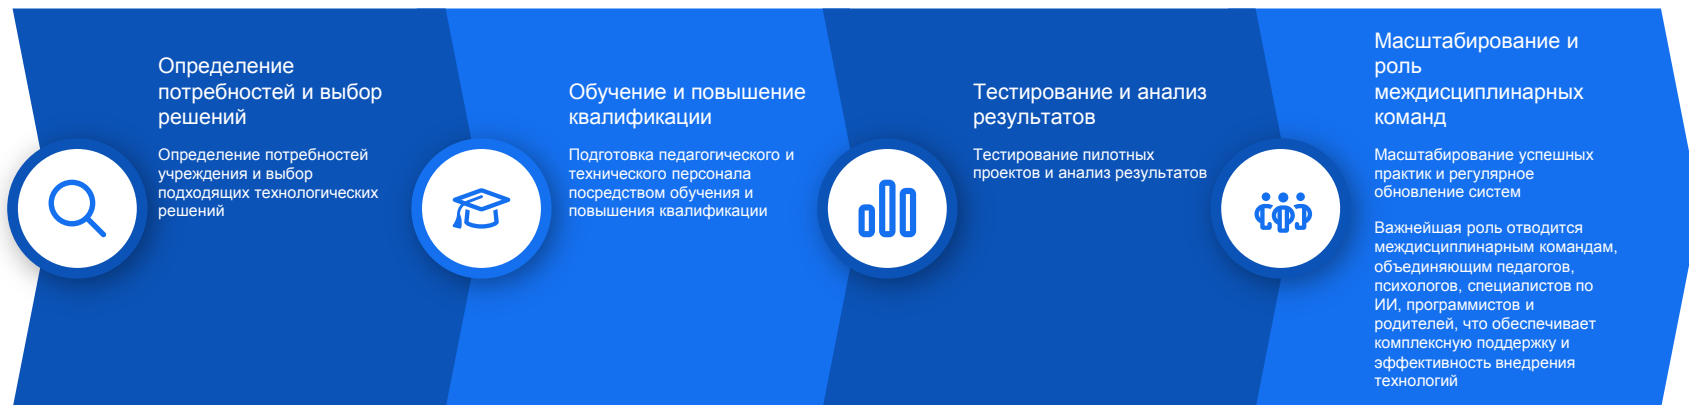 Определение
потребностей и выбор
решений
Определение потребностей
учреждения и выбор
подходящих технологических
решений
Обучение и повышение
квалификации
Подготовка педагогического и
технического персонала
посредством обучения и
повышения квалификации
Тестирование и анализ
результатов
Тестирование пилотных
проектов и анализ результатов
Масштабирование и
роль
междисциплинарных
команд
Масштабирование успешных
практик и регулярное
обновление систем
Важнейшая роль отводится
междисциплинарным командам,
объединяющим педагогов,
психологов, специалистов по
ИИ, программистов и
родителей, что обеспечивает
комплексную поддержку и
эффективность внедрения
технологий